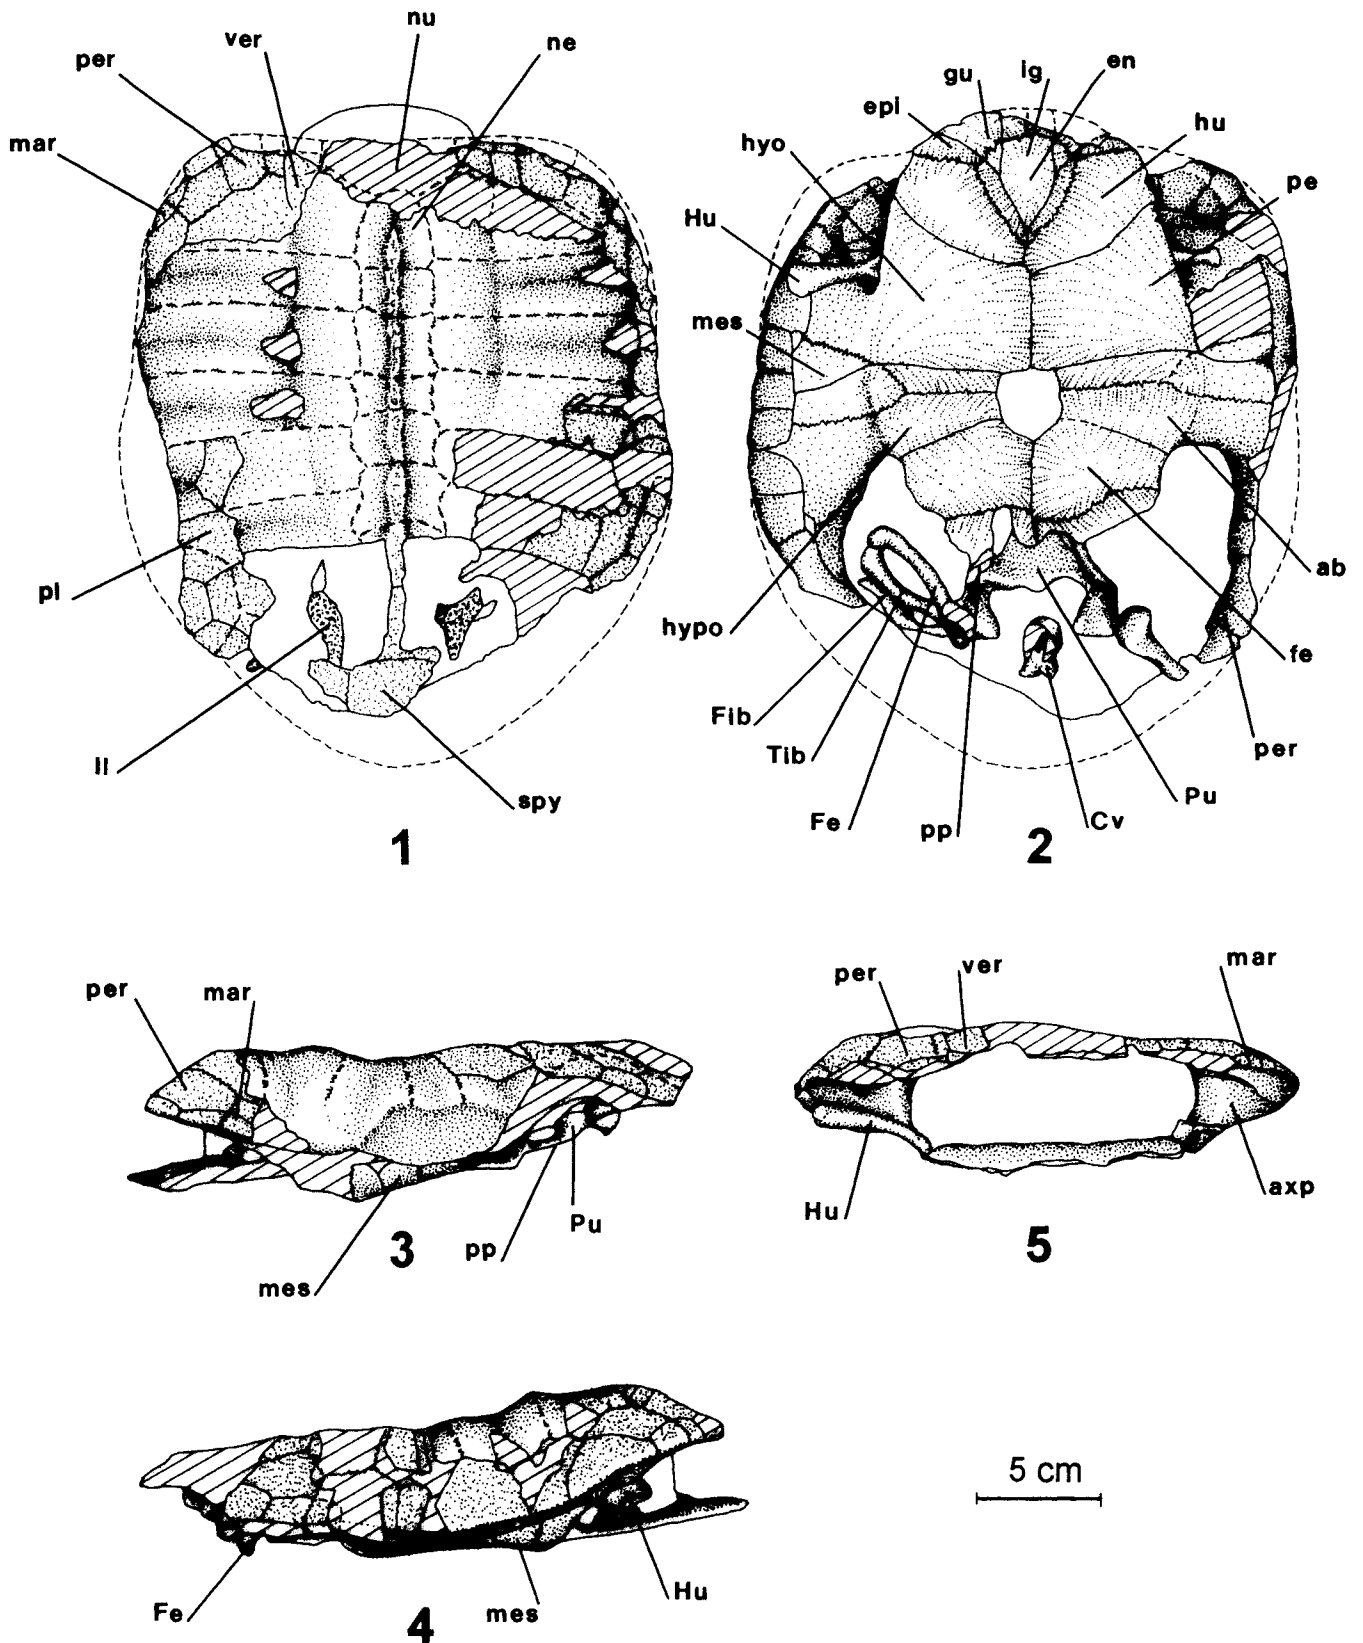 nu
ver
ne
per
mar
pl
Il
spy
1
ig
en
gu
epi
hu
hyo
pe
Hu
mes
ab
hypo
fe
Fib
per
Tib
Pu
Fe
pp
Cv
2
per
mar
Pu
pp
mes
3
ver
mar
per
axp
Hu
5
5 cm
Hu
Fe
mes
4